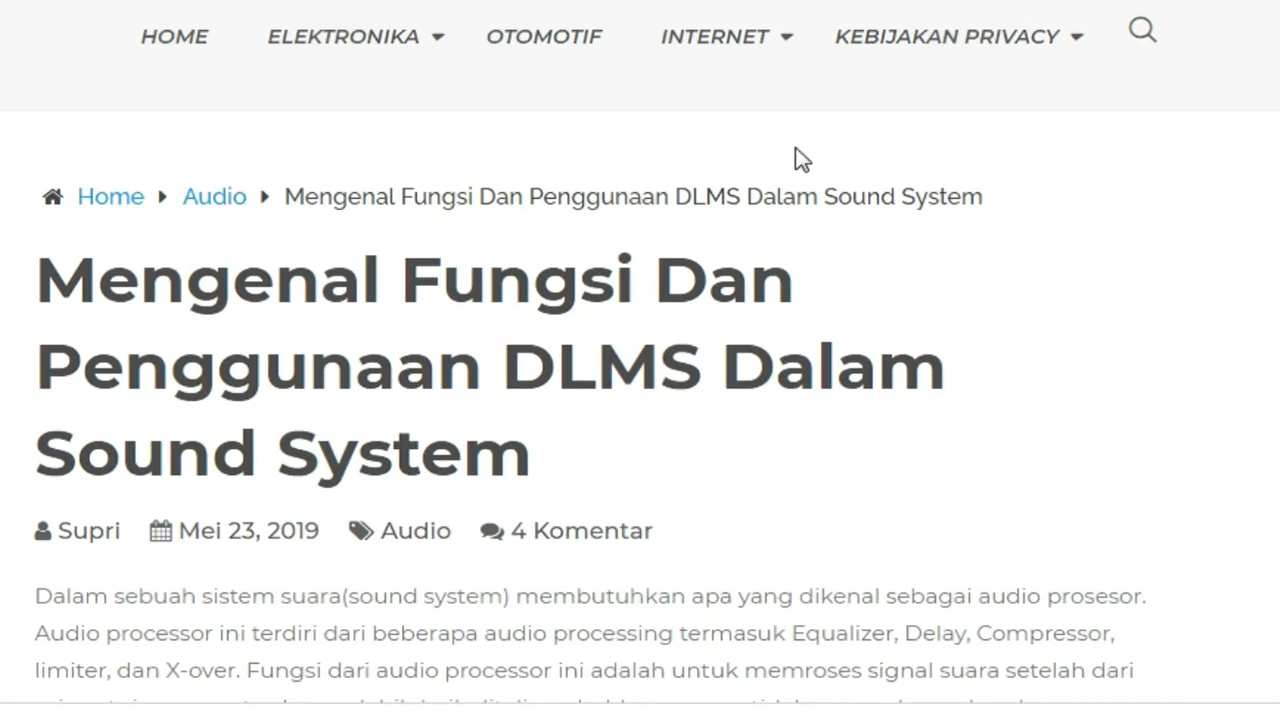 HOME ELEKTRONIKA OTOMOTIF INTERNET KEBIJAKAN PRIVACY
Home Audio Mengenal Fungsi Dan Penggunaan DLMS Dalam Sound System
Mengenal Fungsi Dan
Penggunaan DLMS Dalam
Sound System
Supri Mei 23, 2019 Audio 4 Komentar
Dalam sebuah sistem suara(sound system) membutuhkan apa yang dikenal sebagai audio prosesor.
Audio processor ini terdiri dari beberapa audio processing termasuk Equalizer, Delay, Compressor,
limiter, dan X-over. Fungsi dari audio processor ini adalah untuk memroses signal suara setelah dari